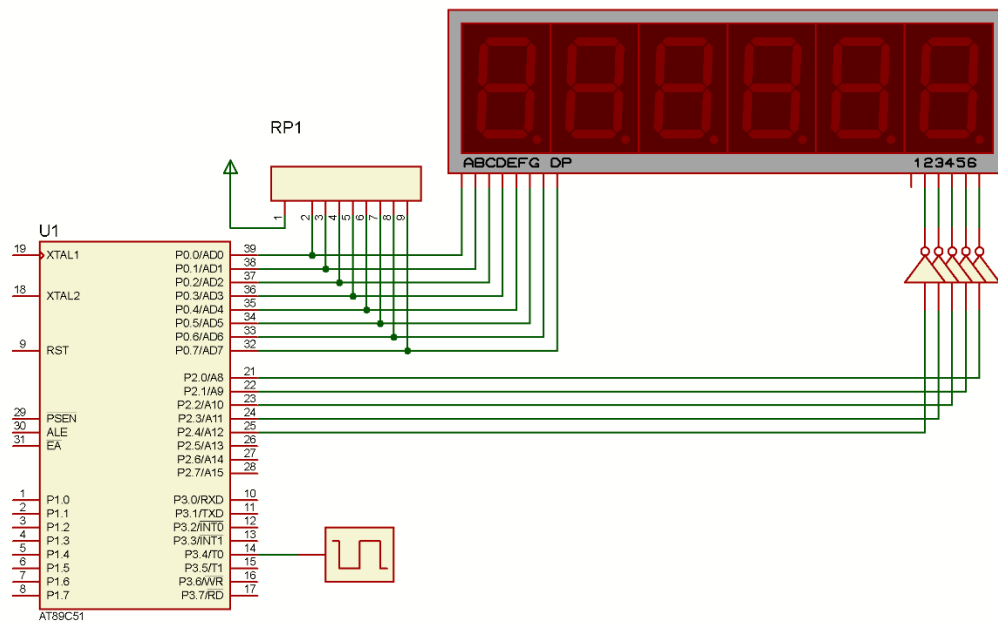 RP1
ABCDEFG DP
123456
1
2
3
4
5
6
7
8
9
U1
19 XTAL1
18 XTAL2
9 RST
29 PSEN
30 ALE
31 EA
1 P1.0
2 P1.1
3 P1.2
4 P1.3
5 P1.4
6 P1.5
7 P1.6
8 P1.7
P0.0/AD0 39
P0.1/AD1 38
P0.2/AD2 37
P0.3/AD3 36
P0.4/AD4 35
P0.5/AD5 34
P0.6/AD6 33
P0.7/AD7 32
P2.0/A8 21
P2.1/A9 22
P2.2/A10 23
P2.3/A11 24
P2.4/A12 25
P2.5/A13 26
P2.6/A14 27
P2.7/A15 28
P3.0/RXD 10
P3.1/TXD 11
P3.2/INT0 12
P3.3/INT1 13
P3.4/T0 14
P3.5/T1 15
P3.6/WR 16
P3.7/RD 17
AT89C51